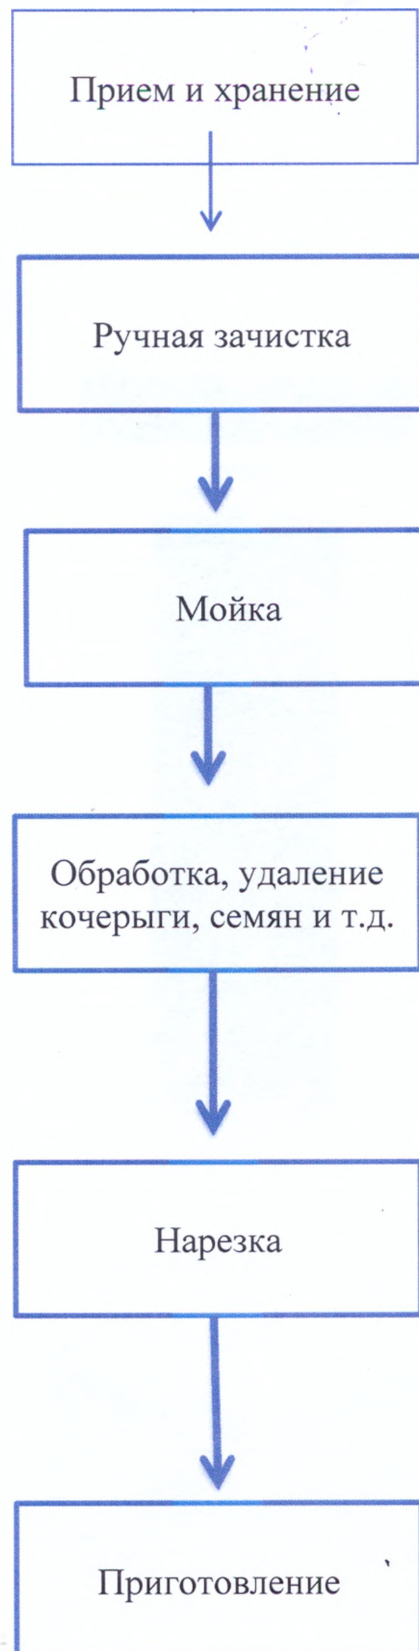 Прием и хранение
Ручная зачистка
Мойка
Обработка, удаление
кочерыги, семян и т.д.
Нарезка
Приготовление